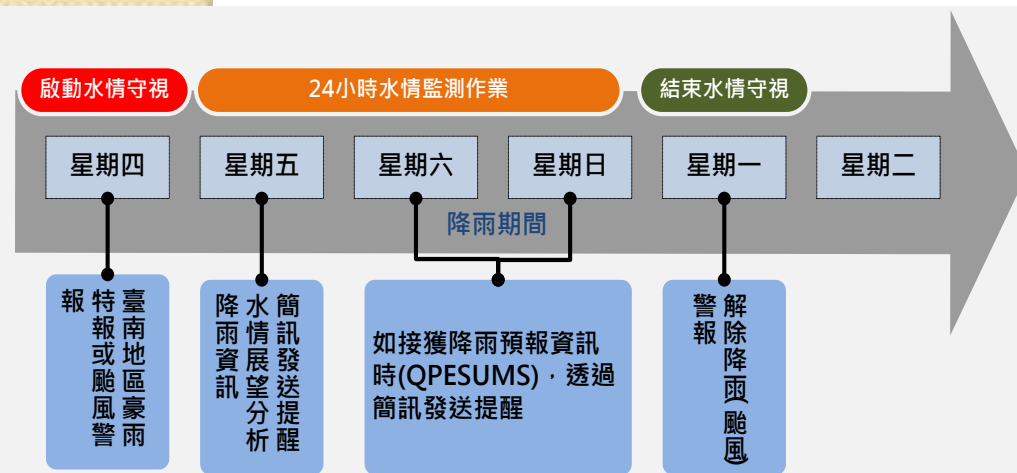 啟動水情守視
24小時水情監測作業
結束水情守視
星期四
星期五
星期六
星期日
星期一
星期二
降雨期間
臺南地區豪雨
特報或颱風警
報
簡訊發送提醒
水情展望分析
降雨資訊
如接獲降雨預報資訊
時(QPESUMS)，透過
簡訊發送提醒
解除降雨(颱風)
警報